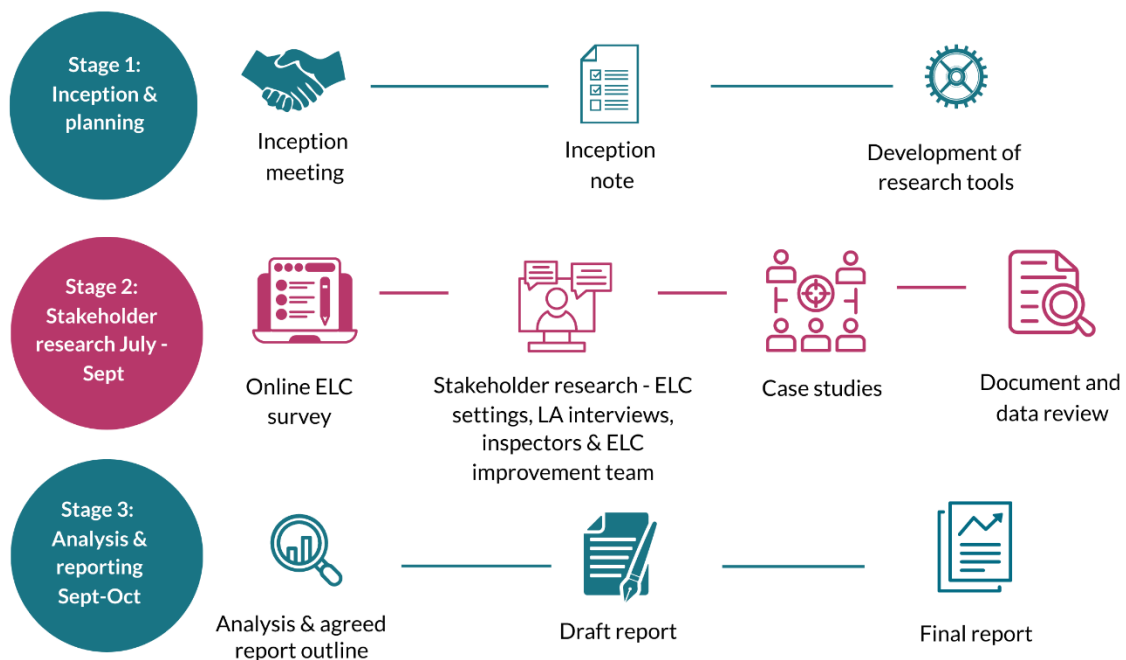 Stage 1:
Inception &
planning
Inception
meeting
Inception
note
Development of
research tools
Stage 2:
Stakeholder
research July -
Sept
Online ELC
survey
Stakeholder research - ELC
settings, LA interviews,
inspectors & ELC
improvement team
Case studies
Document and
data review
Stage 3:
Analysis &
reporting
Sept-Oct
Analysis & agreed
report outline
Draft report
Final report